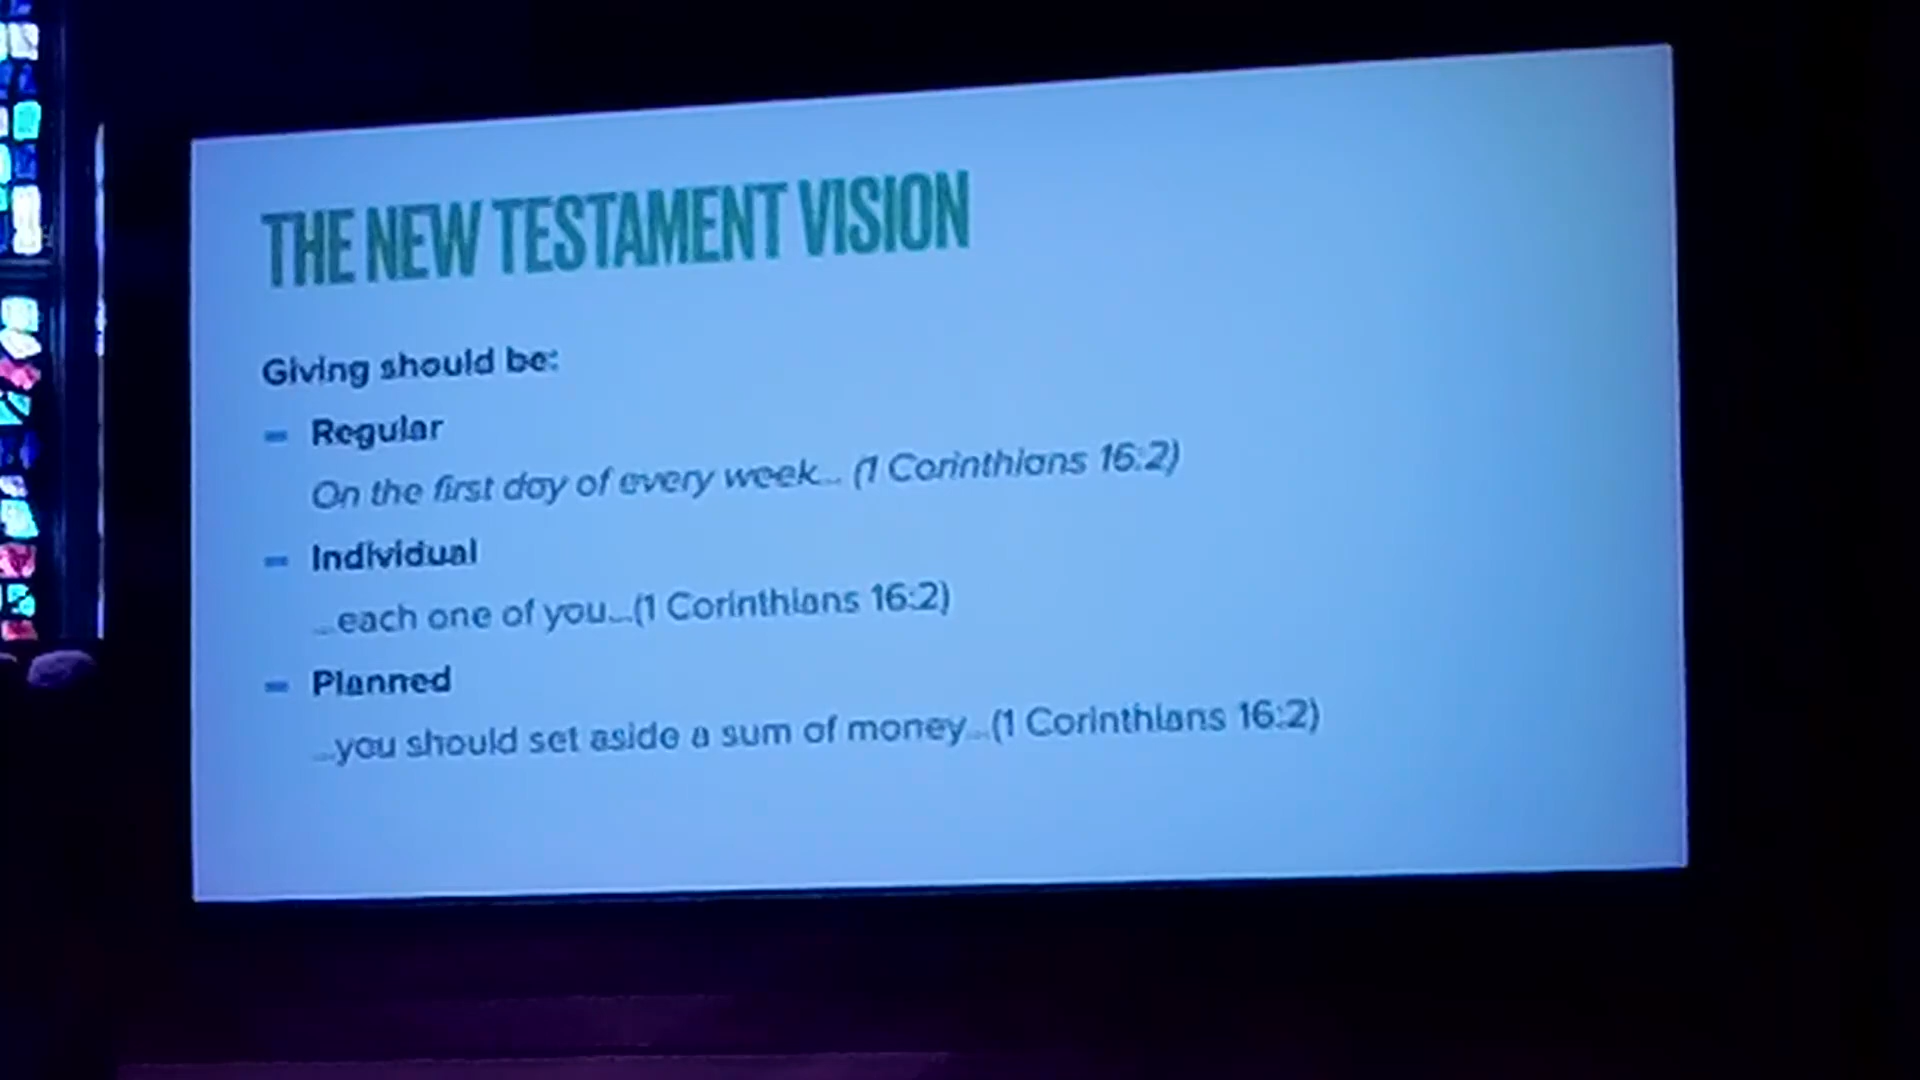 THE NEW TESTAMENT VISION
Giving should be:
– Regular
On the first day of every week... (1 Corinthians 16:2)
– Individual
...each one of you...(1 Corinthians 16:2)
– Planned
...you should set aside a sum of money...(1 Corinthians 16:2)